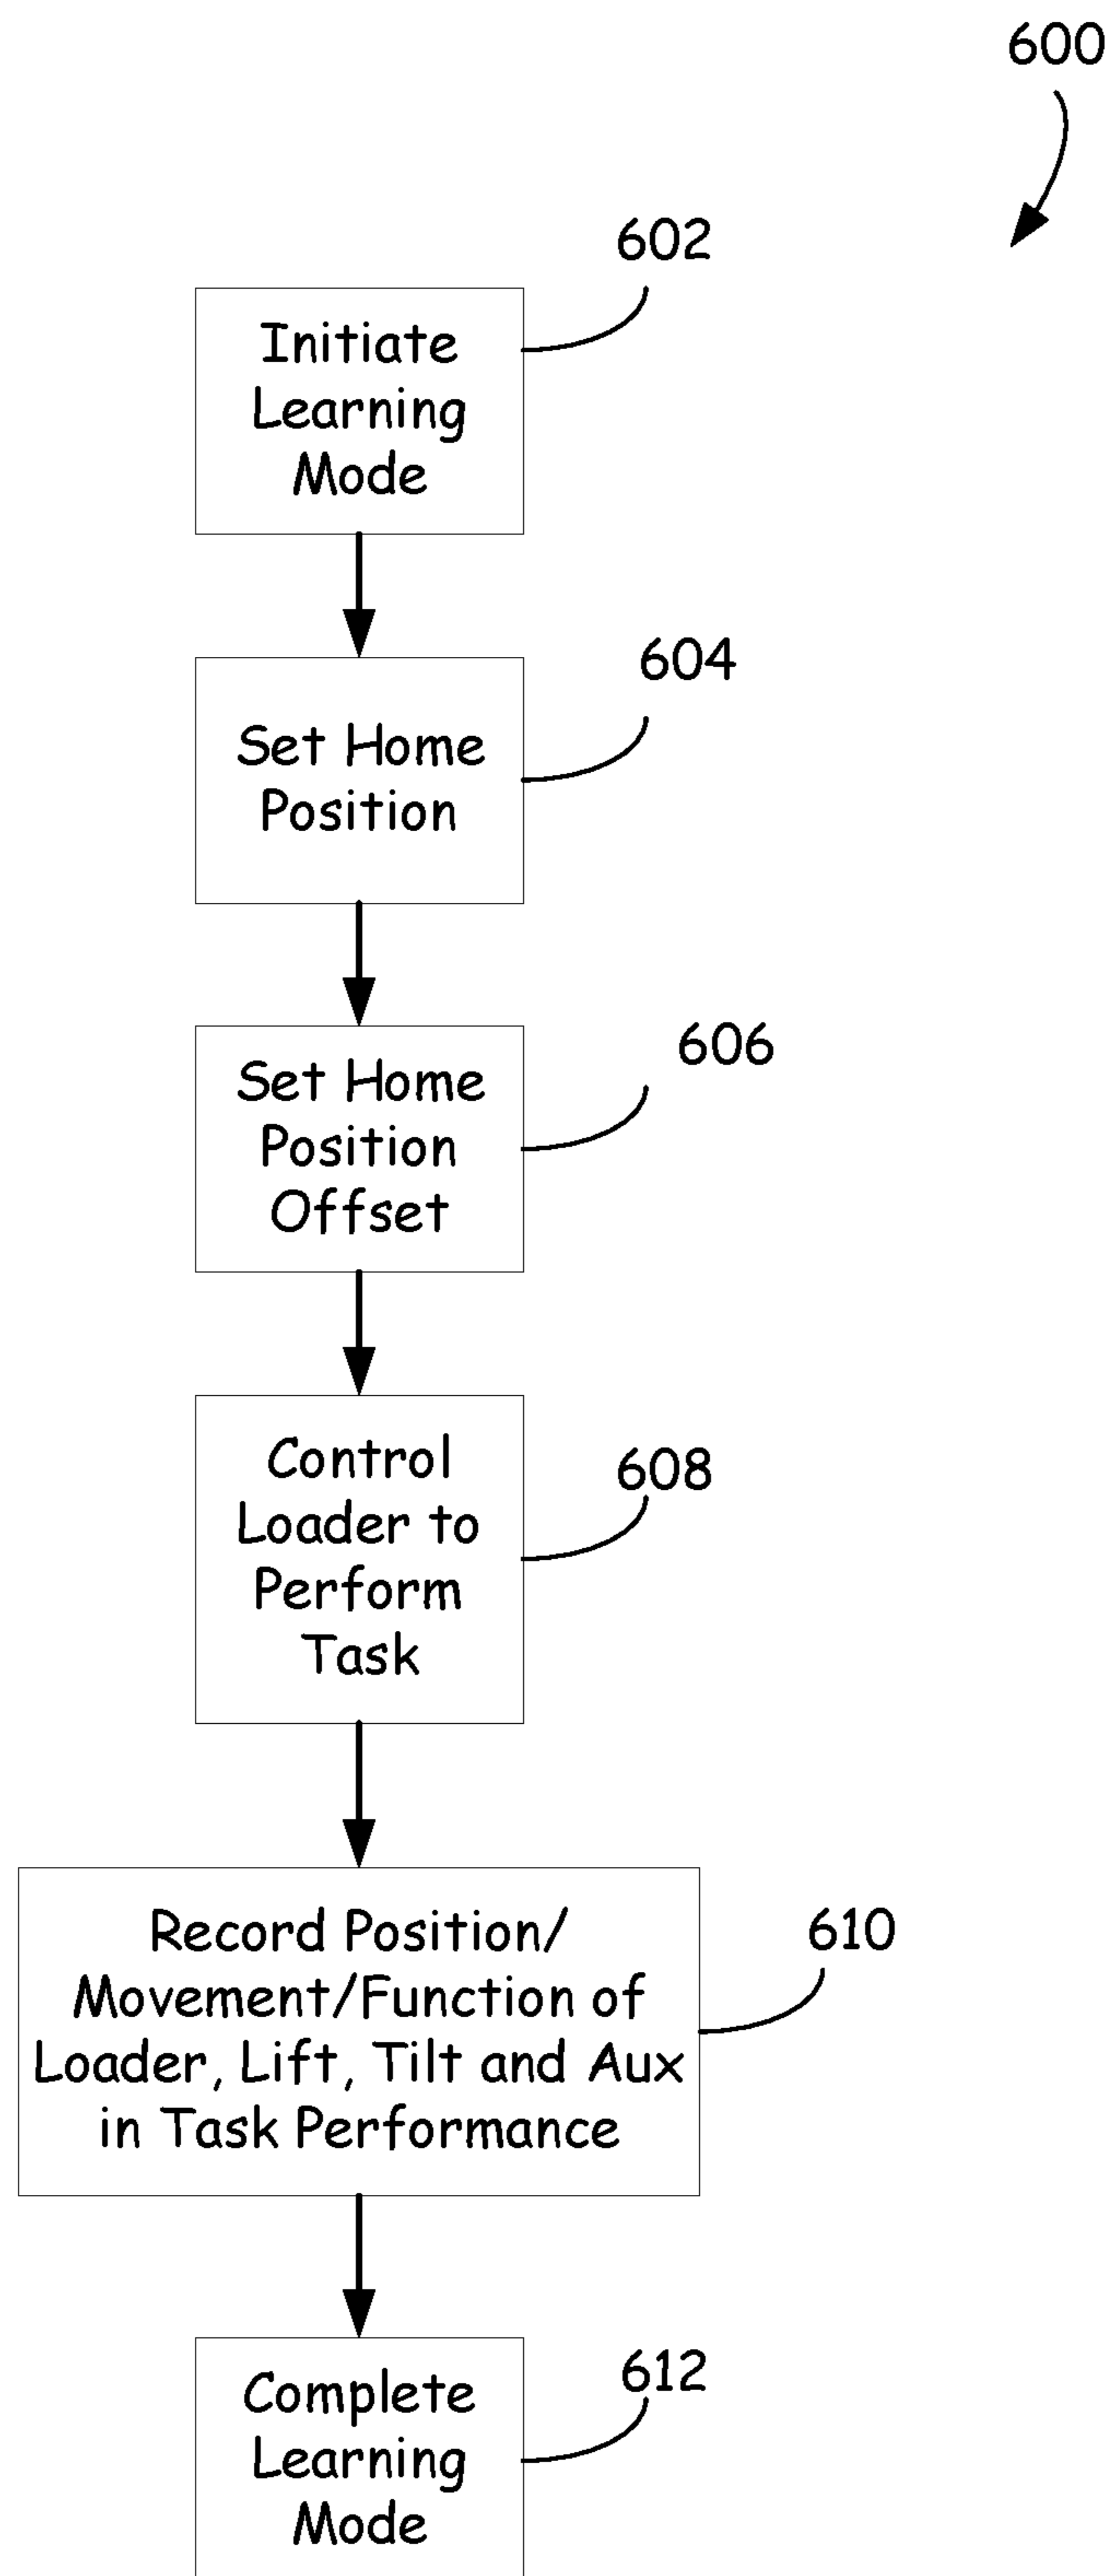 600
602
Initiate
Learning
Mode
604
Set Home
Position
606
Set Home
Position
Offset
608
Control
Loader to
Perform
Task
610
Record Position/
Movement/Function of
Loader, Lift, Tilt and Aux
in Task Performance
612
Complete
Learning
Mode